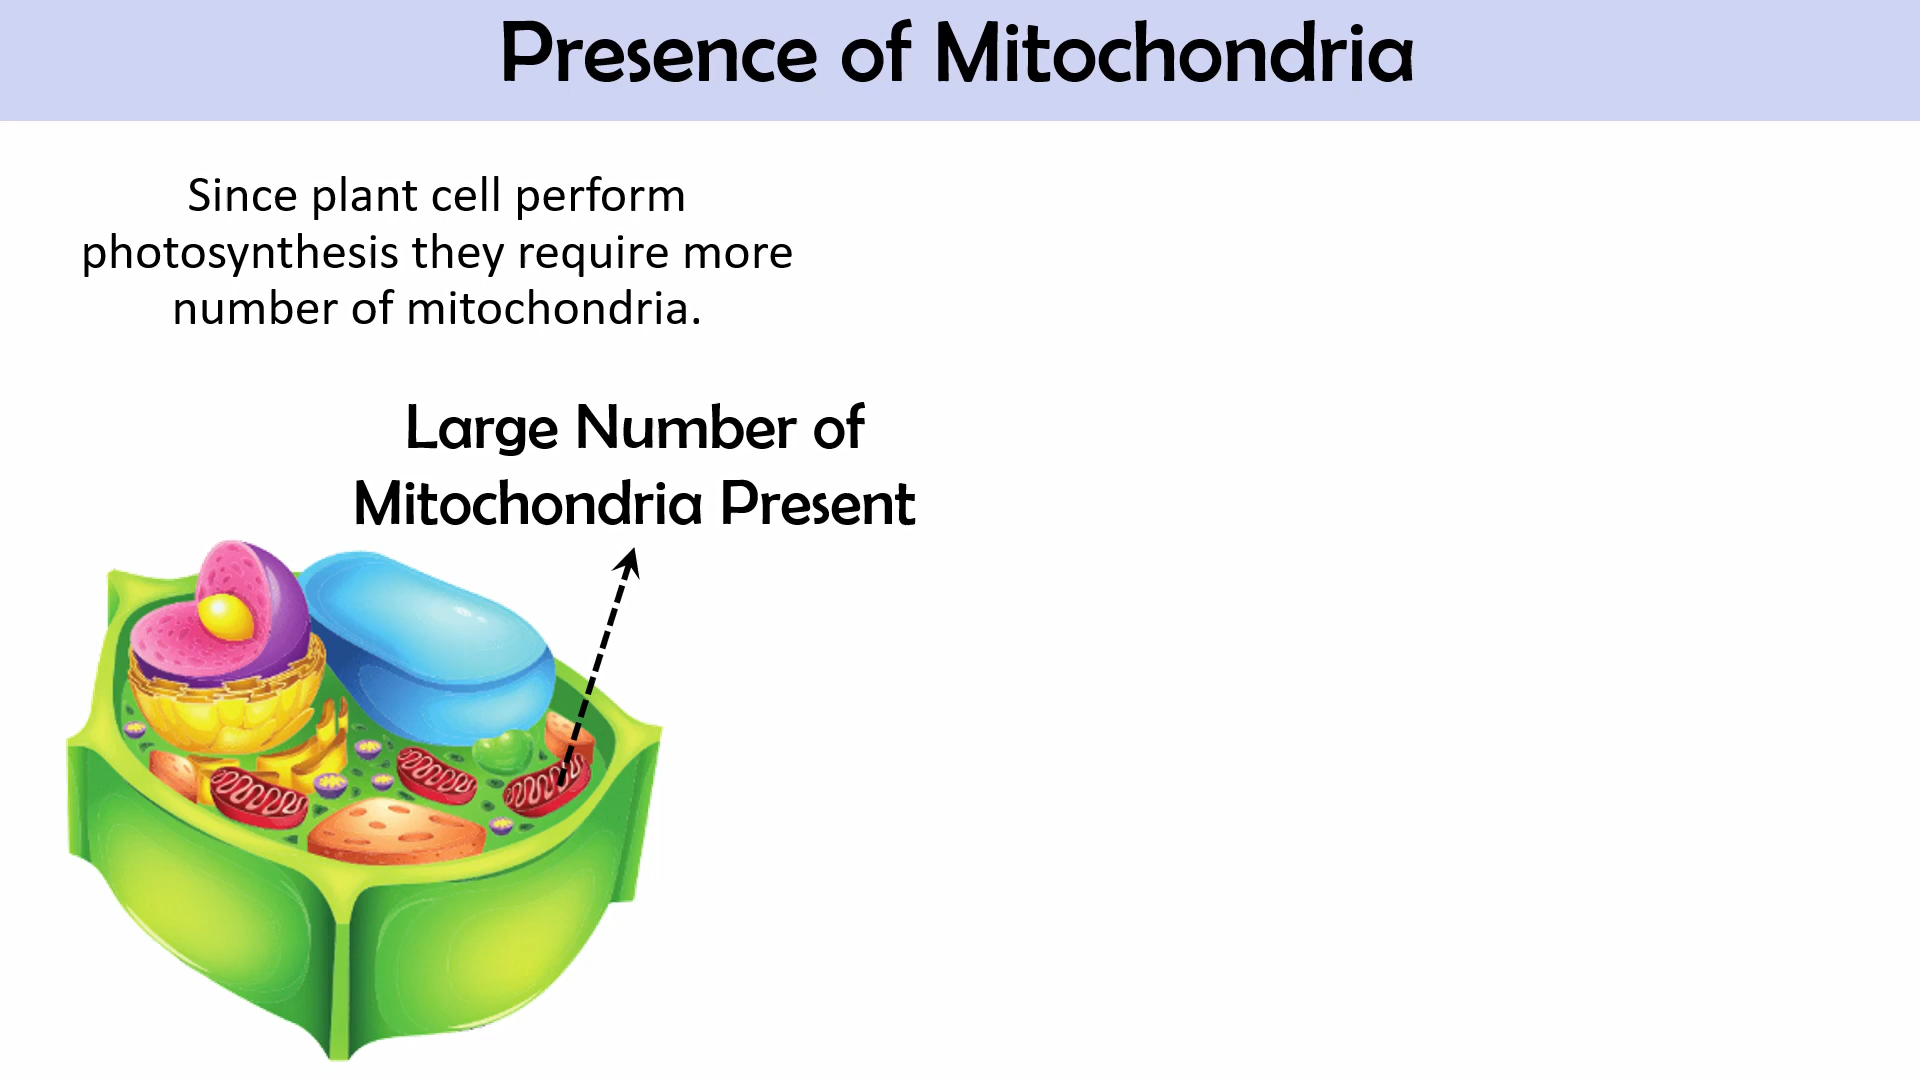 Presence of Mitochondria
Since plant cell perform
photosynthesis they require more
number of mitochondria.
Large Number of
Mitochondria Present